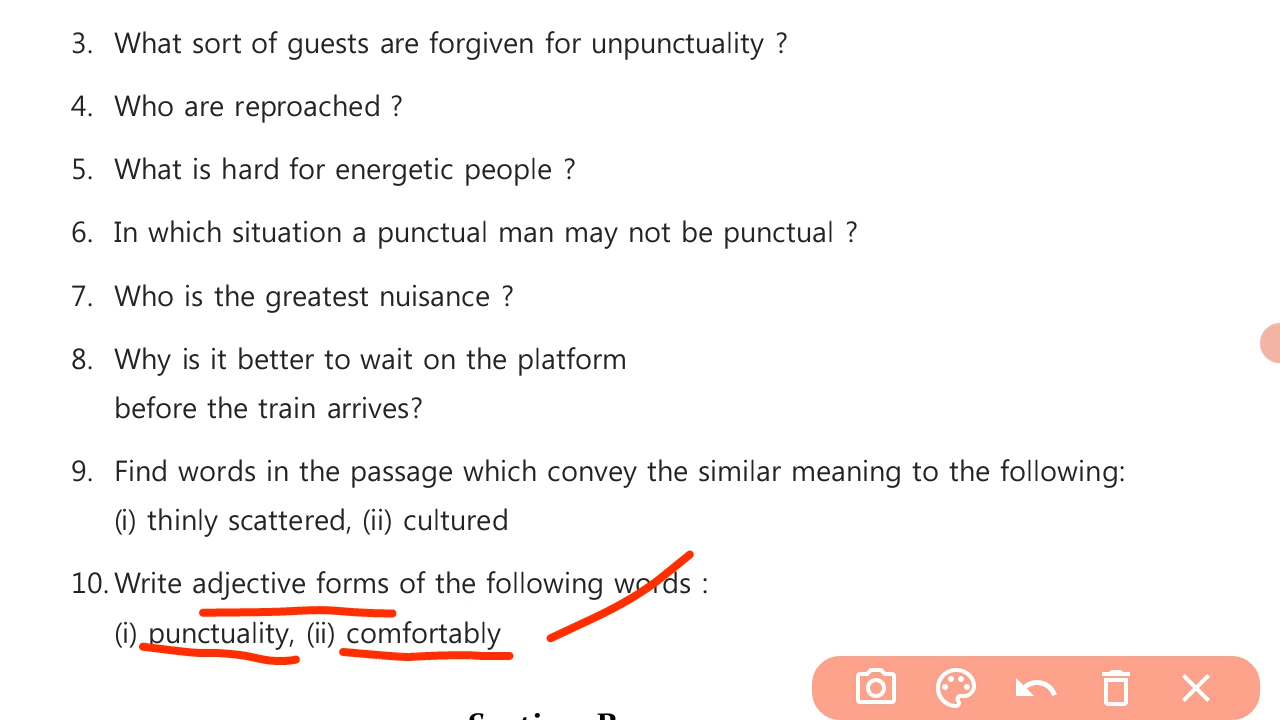 3. What sort of guests are forgiven for unpunctuality ?
4. Who are reproached ?
5. What is hard for energetic people ?
6. In which situation a punctual man may not be punctual ?
7. Who is the greatest nuisance ?
8. Why is it better to wait on the platform
before the train arrives?
9. Find words in the passage which convey the similar meaning to the following:
(i) thinly scattered, (ii) cultured
10. Write adjective forms of the following words :
(i) punctuality, (ii) comfortably